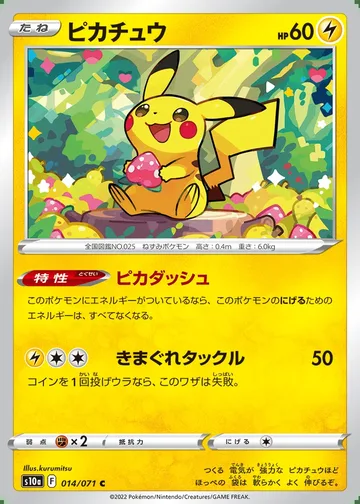 たね ピカチュウ HP60
全国図鑑NO.025 ねずみポケモン 高さ:0.4m 重さ:6.0kg
特性 とくせい ピカダッシュ
このポケモンにエネルギーがついているなら、このポケモンのにげるための
エネルギーは、すべてなくなる。
きまぐれタックル 50
コインを1回投げウラなら、このワザは失敗。
弱点 ×2 抵抗力 にげる
Illus.kurumitsu
s10a F 014/071 C
つくる 電気が 強力な ピカチュウほど
ほっぺの 袋は 軟らかく よく 伸びるぞ。
©2022 Pokémon/Nintendo/Creatures/GAME FREAK.